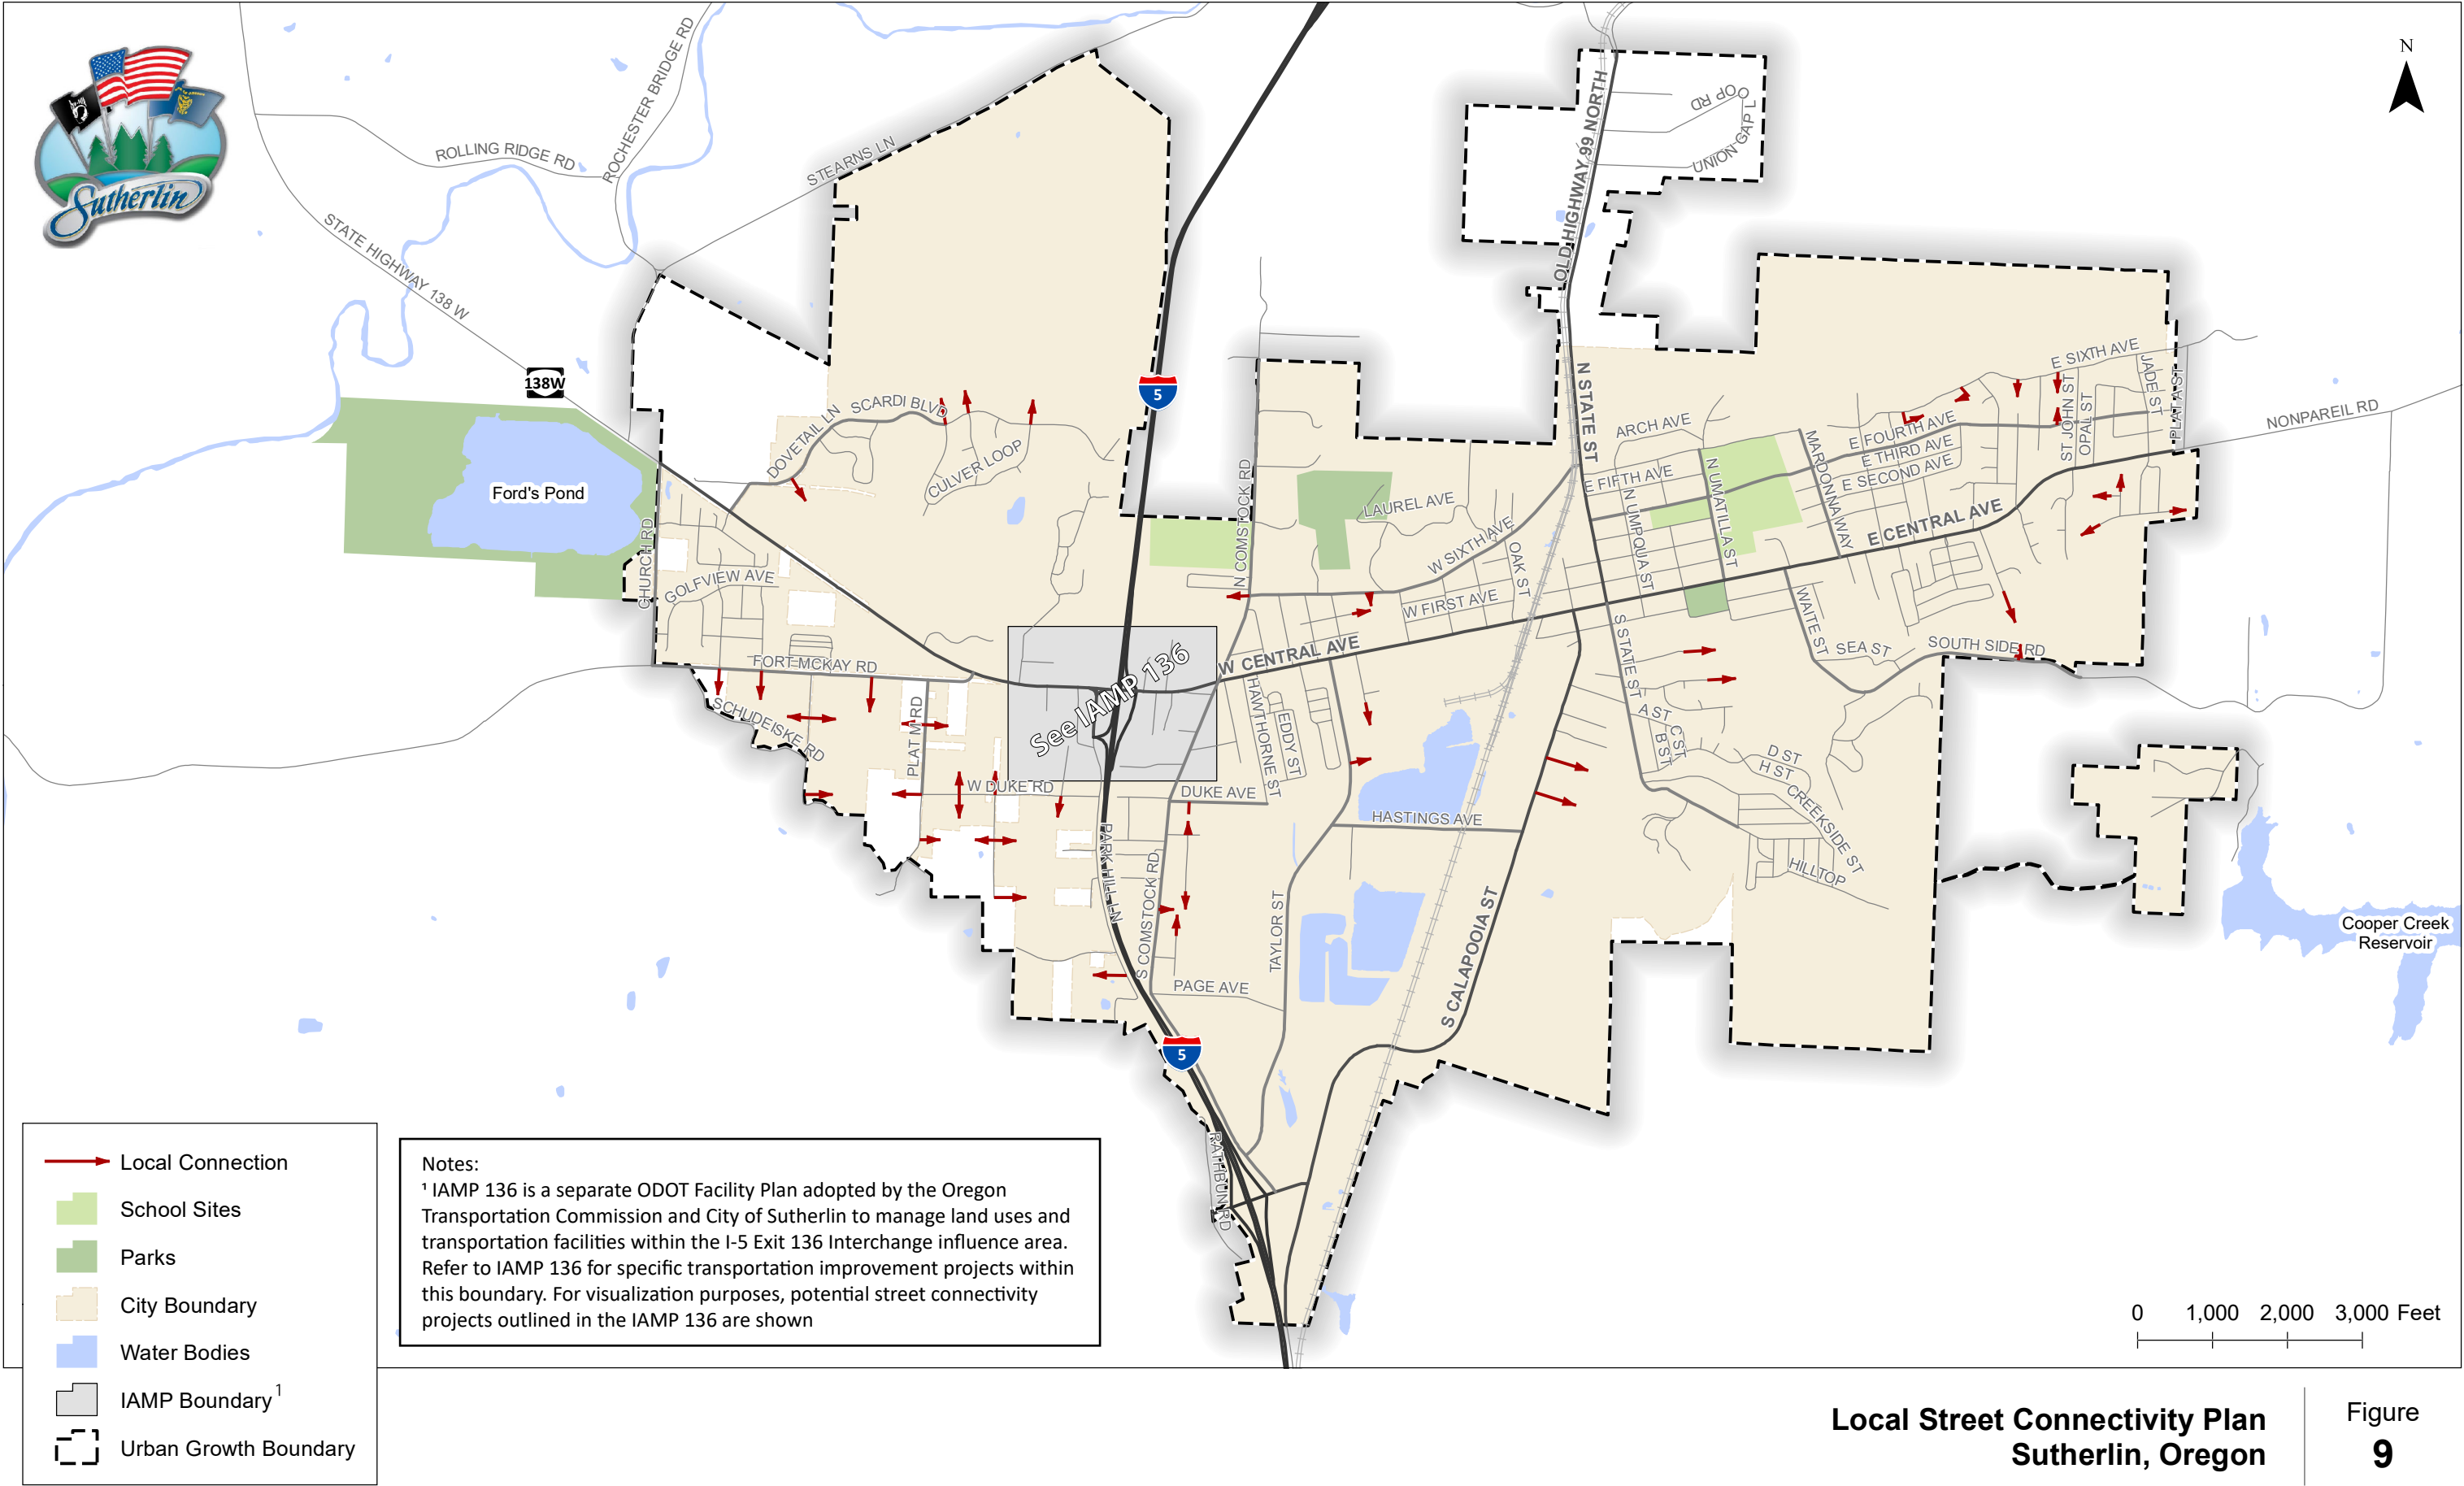 Sutherlin
N
ROLLING RIDGE RD
ROCHESTER BRIDGE RD
STEARNS LN
STATE HIGHWAY 138 W
138W
Ford's Pond
CHURCH RD
GOLFVIEW AVE
DOVETAIL LN
SCARDI BLVD
CULVER LOOP
5
OLD HIGHWAY 99 NORTH
UNION GAP L
OOP RD
N STATE ST
N COMSTOCK RD
LAUREL AVE
W SIXTH AVE
OAK ST
W FIRST AVE
W CENTRAL AVE
ARCH AVE
E FIFTH AVE
N UMPQUA ST
N UMATILLA ST
MARDONNA WAY
E FOURTH AVE
E THIRD AVE
E SECOND AVE
E CENTRAL AVE
E SIXTH AVE
ST JOHN ST
OPAL ST
JADE ST
PLAT A ST
NONPAREIL RD
WAITE ST
SEA ST
SOUTH SIDE RD
S STATE ST
A ST
B ST
C ST
D ST
H ST
CREEKSIDE ST
HILLTOP
FORT MCKAY RD
SCHUDEISKE RD
PLAT M RD
W DUKE RD
See IAMP 136
HAWTHORNE ST
EDDY ST
DUKE AVE
HASTINGS AVE
PARK HILL LN
S COMSTOCK RD
TAYLOR ST
PAGE AVE
S CALAPOOIA ST
5
RATHBUN RD
Cooper Creek
Reservoir
Local Connection
School Sites
Parks
City Boundary
Water Bodies
IAMP Boundary 1
Urban Growth Boundary
Notes:
¹ IAMP 136 is a separate ODOT Facility Plan adopted by the Oregon
Transportation Commission and City of Sutherlin to manage land uses and
transportation facilities within the I-5 Exit 136 Interchange influence area.
Refer to IAMP 136 for specific transportation improvement projects within
this boundary. For visualization purposes, potential street connectivity
projects outlined in the IAMP 136 are shown
0 1,000 2,000 3,000 Feet
Local Street Connectivity Plan
Sutherlin, Oregon
Figure
9